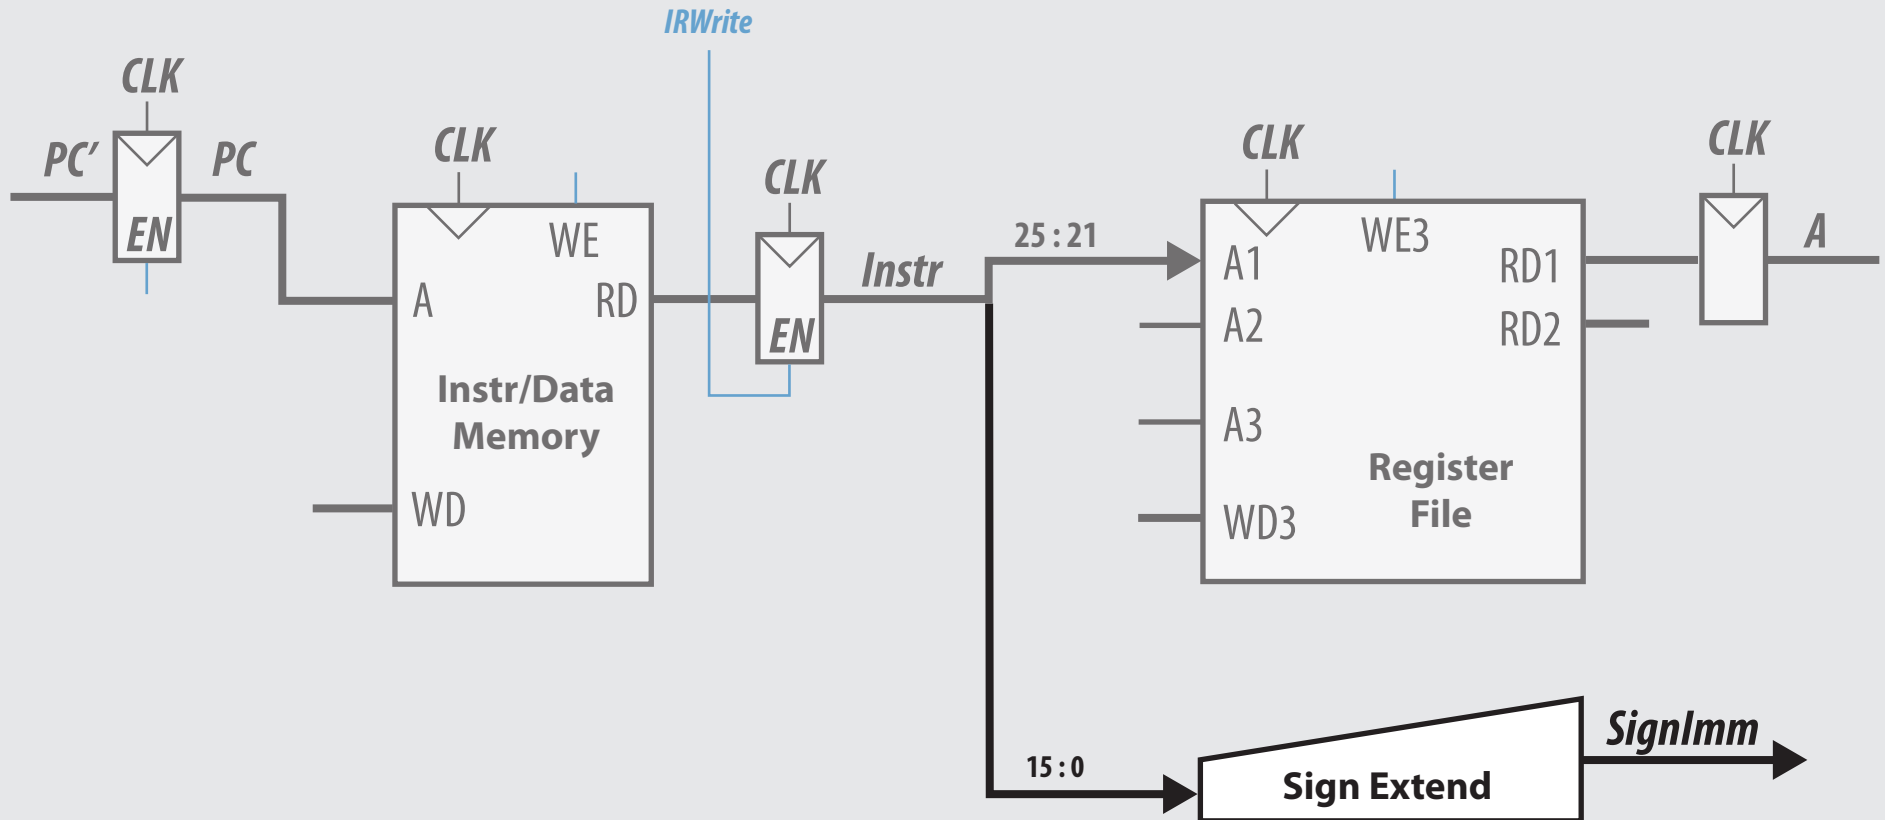 IRWrite
CLK
PC′
PC
EN
CLK
WE
A
RD
Instr/Data
Memory
WD
CLK
EN
Instr
25 : 21
15 : 0
CLK
WE3
A1
RD1
A2
RD2
A3
Register
File
WD3
CLK
A
Sign Extend
SignImm